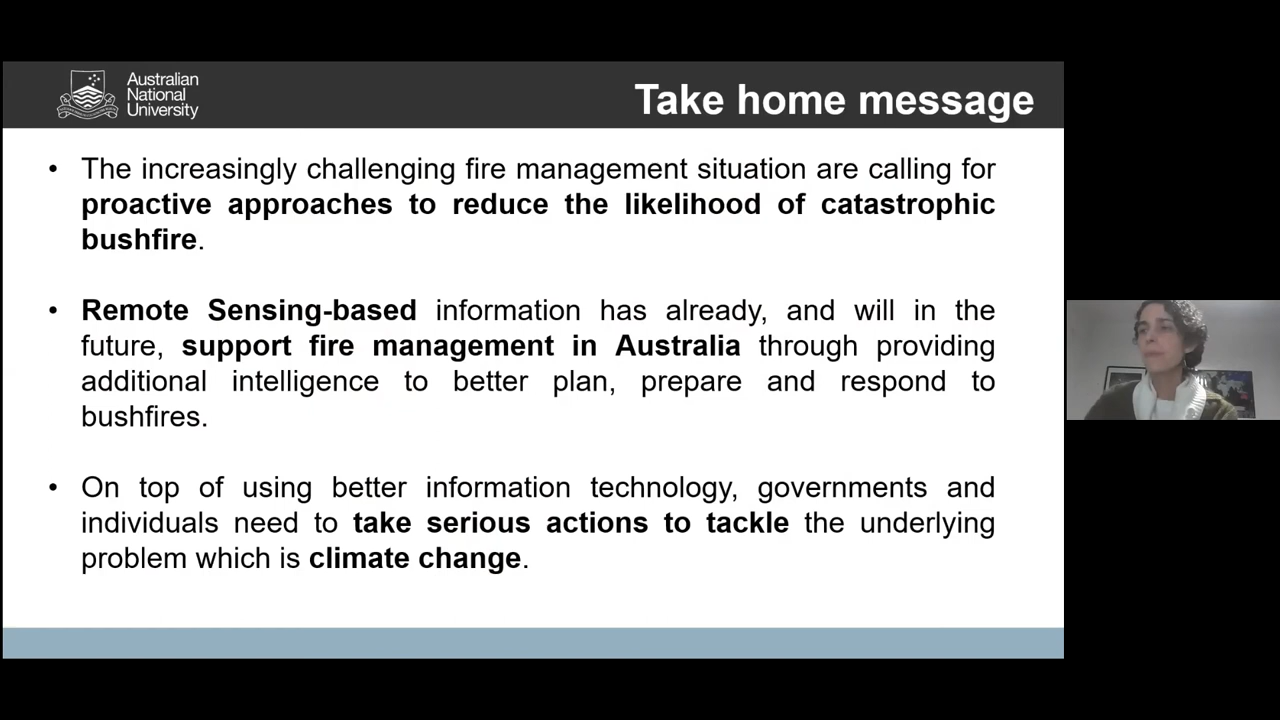 Australian
National
University
Take home message
• The increasingly challenging fire management situation are calling for
proactive approaches to reduce the likelihood of catastrophic
bushfire.
• Remote Sensing-based information has already, and will in the
future, support fire management in Australia through providing
additional intelligence to better plan, prepare and respond to
bushfires.
• On top of using better information technology, governments and
individuals need to take serious actions to tackle the underlying
problem which is climate change.